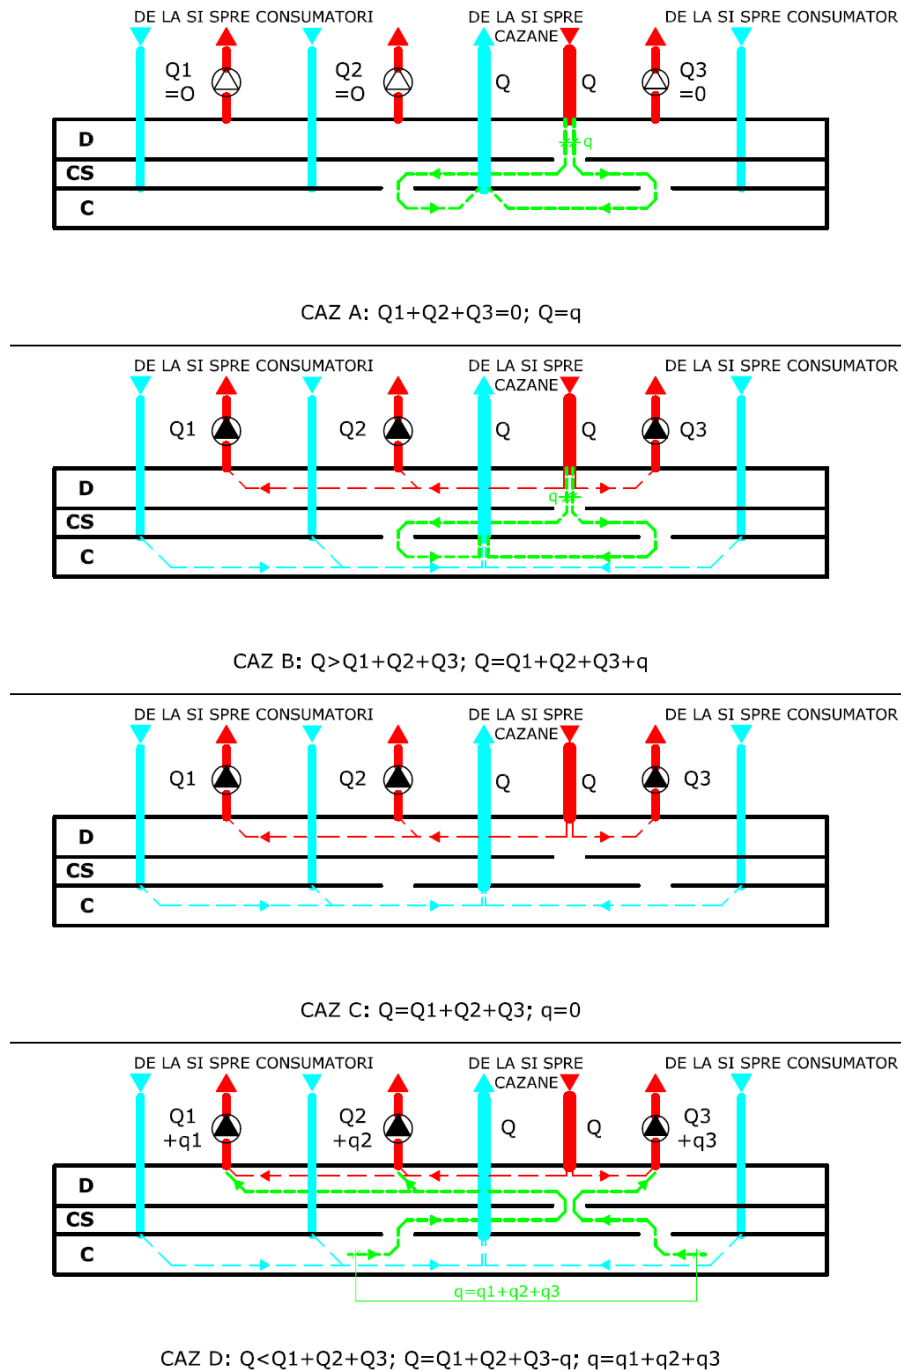 DE LA SI SPRE CONSUMATORI
DE LA SI SPRE
CAZANE
DE LA SI SPRE CONSUMATOR
Q1
=O
Q2
=O
Q
Q
Q3
=0
D
q
CS
C
CAZ A: Q1+Q2+Q3=0; Q=q
DE LA SI SPRE CONSUMATORI
DE LA SI SPRE
CAZANE
DE LA SI SPRE CONSUMATOR
Q1
Q2
Q
Q
Q3
D
q
CS
C
CAZ B: Q>Q1+Q2+Q3; Q=Q1+Q2+Q3+q
DE LA SI SPRE CONSUMATORI
DE LA SI SPRE
CAZANE
DE LA SI SPRE CONSUMATOR
Q1
Q2
Q
Q
Q3
D
CS
C
CAZ C: Q=Q1+Q2+Q3; q=0
DE LA SI SPRE CONSUMATORI
DE LA SI SPRE
CAZANE
DE LA SI SPRE CONSUMATOR
Q1
+q1
Q2
+q2
Q
Q
Q3
+q3
D
CS
C
q=q1+q2+q3
CAZ D: Q<Q1+Q2+Q3; Q=Q1+Q2+Q3-q; q=q1+q2+q3